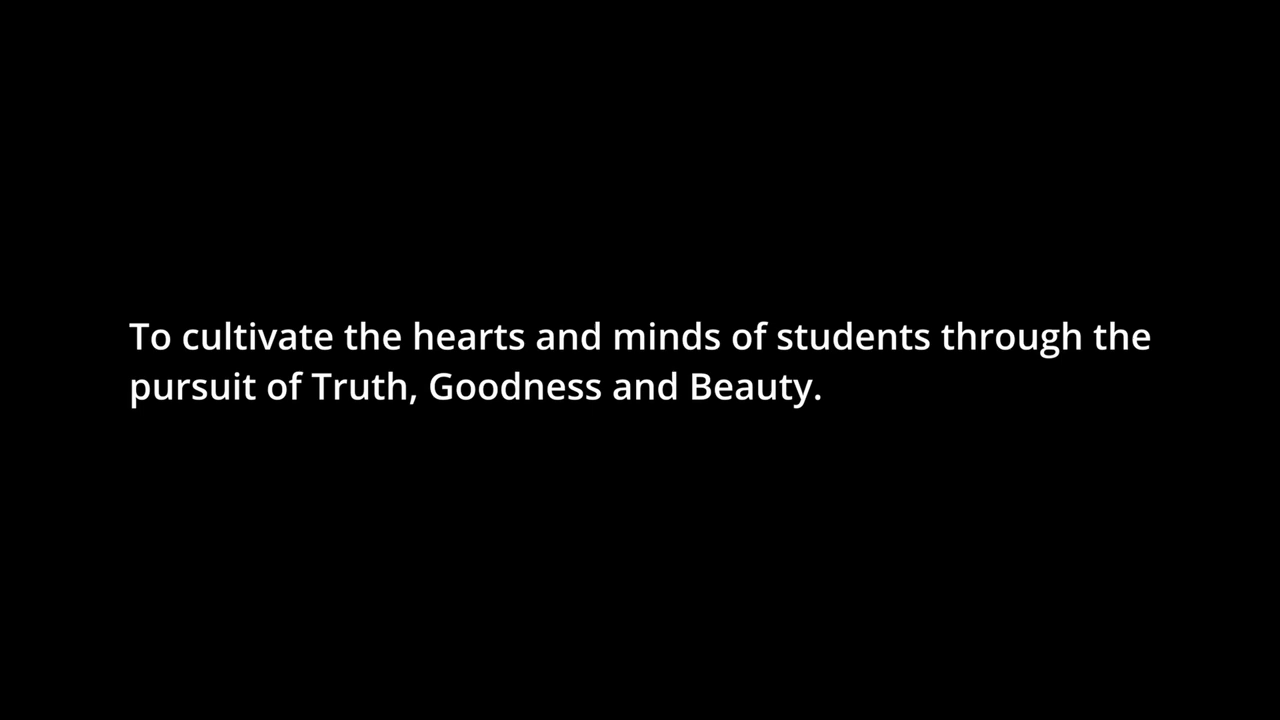 To cultivate the hearts and minds of students through the
pursuit of Truth, Goodness and Beauty.